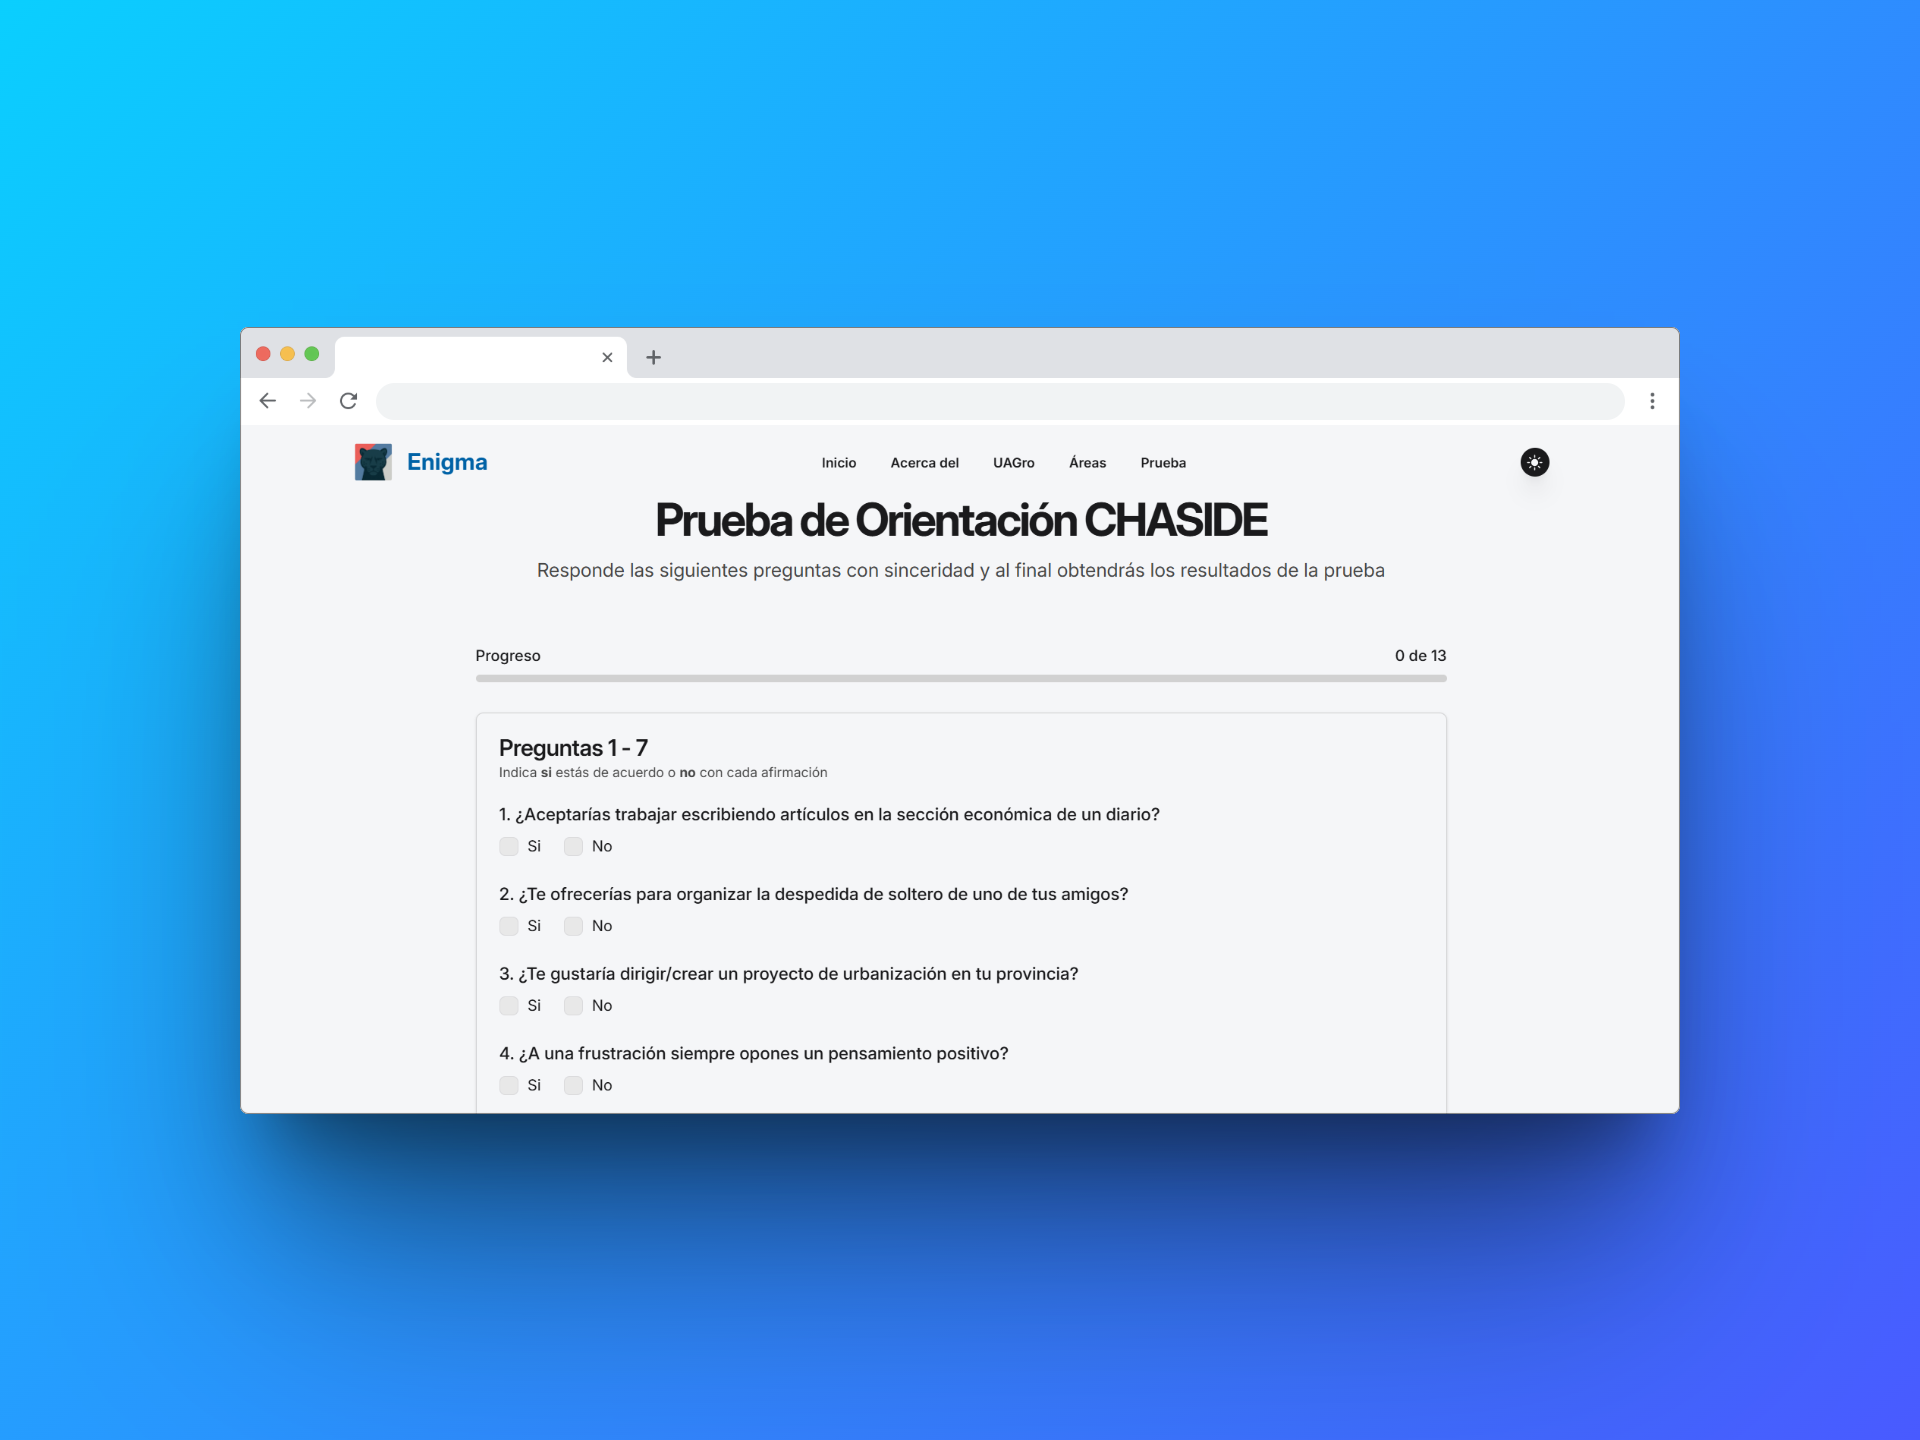 Enigma
Inicio Acerca del UAGro Áreas Prueba
Prueba de Orientación CHASIDE
Responde las siguientes preguntas con sinceridad y al final obtendrás los resultados de la prueba
Progreso 0 de 13
Preguntas 1 - 7
Indica si estás de acuerdo o no con cada afirmación
1. ¿Aceptarías trabajar escribiendo artículos en la sección económica de un diario?
Si No
2. ¿Te ofrecerías para organizar la despedida de soltero de uno de tus amigos?
Si No
3. ¿Te gustaría dirigir/crear un proyecto de urbanización en tu provincia?
Si No
4. ¿A una frustración siempre opones un pensamiento positivo?
Si No